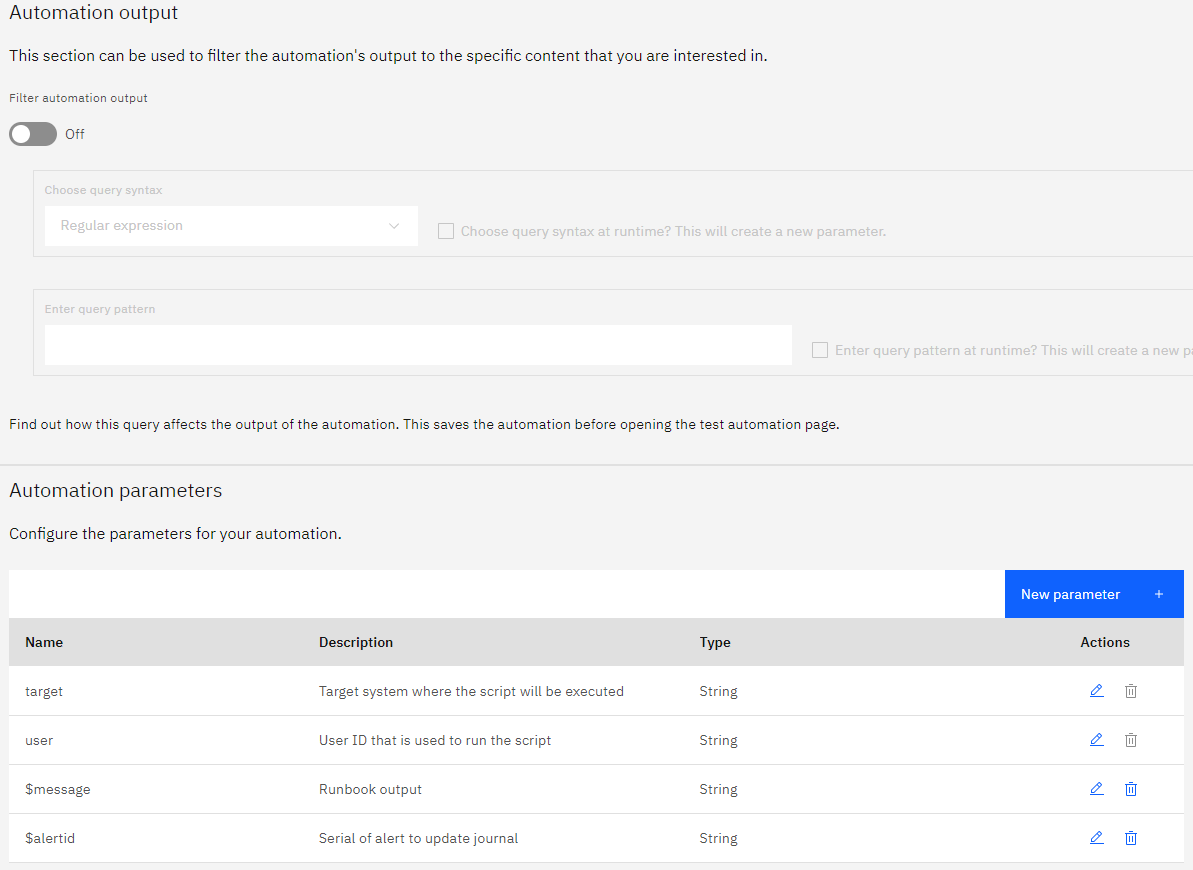 Automation output
This section can be used to filter the automation's output to the specific content that you are interested in.
Filter automation output
Off
Choose query syntax
Regular expression
Choose query syntax at runtime? This will create a new parameter.
Enter query pattern
Enter query pattern at runtime? This will create a new
Find out how this query affects the output of the automation. This saves the automation before opening the test automation page.
Automation parameters
Configure the parameters for your automation.
New parameter +
Name Description Type Actions
target Target system where the script will be executed String
user User ID that is used to run the script String
$message Runbook output String
$alertid Serial of alert to update journal String